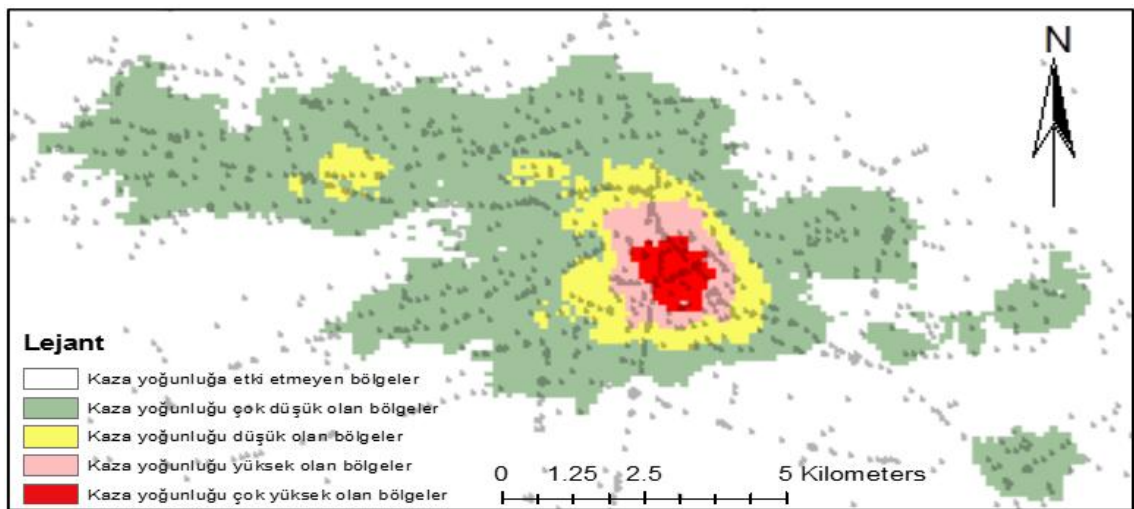 N
Lejant
Kaza yoğunluğa etki etmeyen bölgeler
Kaza yoğunluğu çok düşük olan bölgeler
Kaza yoğunluğu düşük olan bölgeler
Kaza yoğunluğu yüksek olan bölgeler
Kaza yoğunluğu çok yüksek olan bölgeler
0 1.25 2.5 5 Kilometers